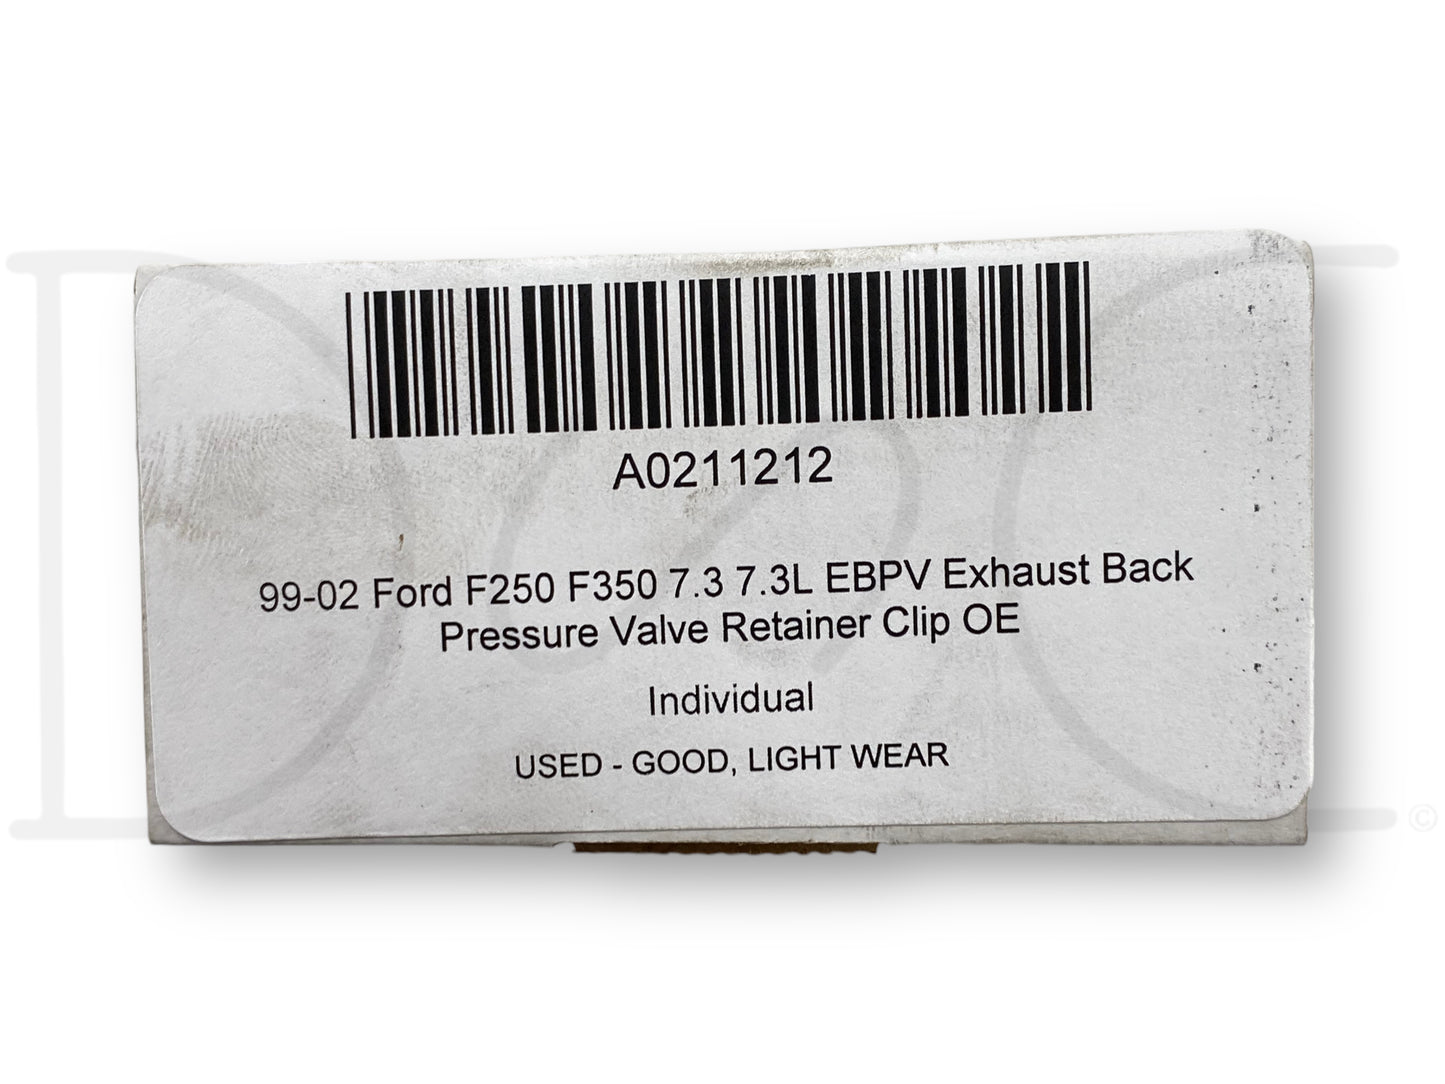 A0211212
99-02 Ford F250 F350 7.3 7.3L EBPV Exhaust Back
Pressure Valve Retainer Clip OE
Individual
USED - GOOD, LIGHT WEAR
©